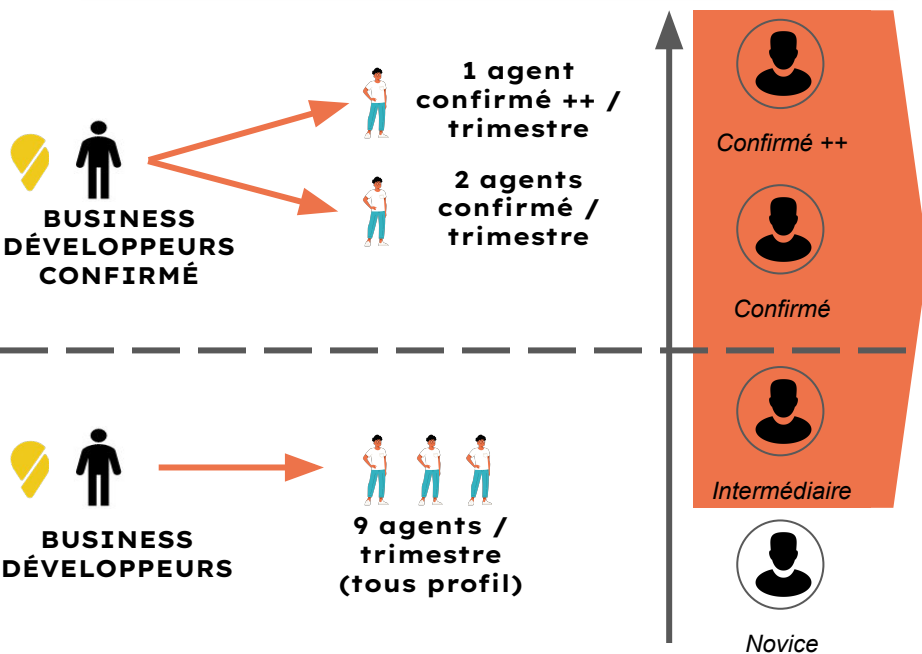 1 agent
confirmé ++ /
trimestre
2 agents
confirmé /
trimestre
BUSINESS
DÉVELOPPEURS
CONFIRMÉ
Confirmé ++
Confirmé
Intermédiaire
9 agents /
trimestre
(tous profil)
BUSINESS
DÉVELOPPEURS
Novice